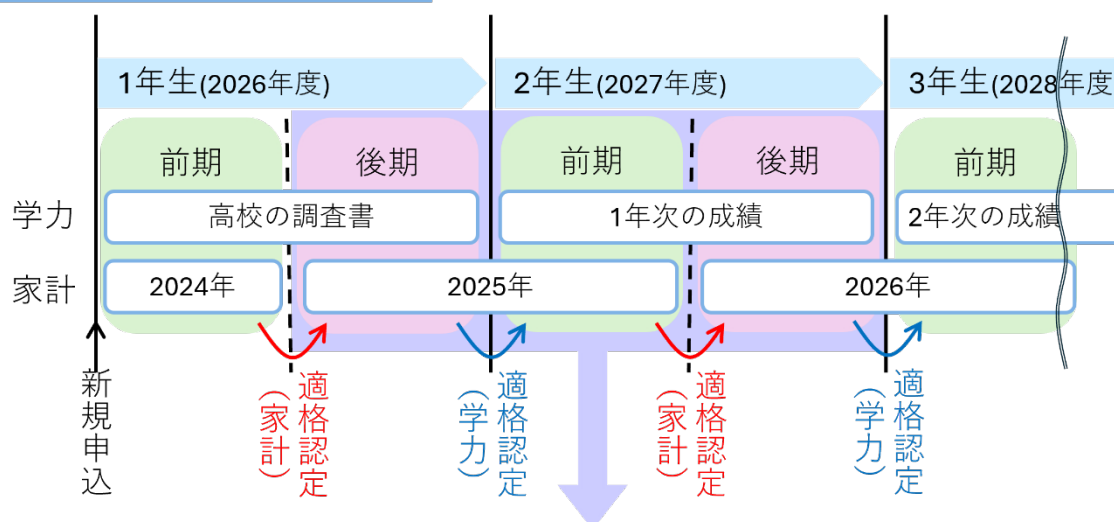 1年生(2026年度)
2年生(2027年度)
3年生(2028年度)
前期
後期
前期
後期
前期
学力
高校の調査書
1年次の成績
2年次の成績
家計
2024年
2025年
2026年
新規申込
適格認定
(家計)
適格認定
(学力)
適格認定
(家計)
適格認定
(学力)